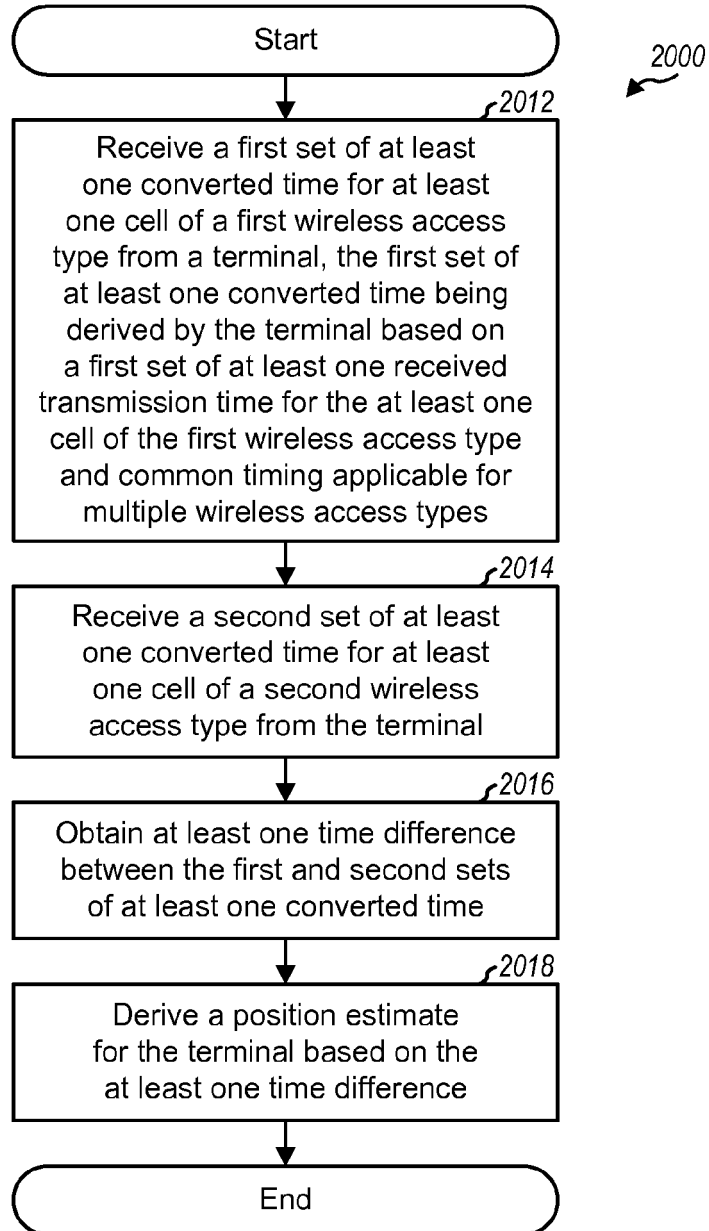 Start
2000
2012
Receive a first set of at least
one converted time for at least
one cell of a first wireless access
type from a terminal, the first set of
at least one converted time being
derived by the terminal based on
a first set of at least one received
transmission time for the at least one
cell of the first wireless access type
and common timing applicable for
multiple wireless access types
2014
Receive a second set of at least
one converted time for at least
one cell of a second wireless
access type from the terminal
2016
Obtain at least one time difference
between the first and second sets
of at least one converted time
2018
Derive a position estimate
for the terminal based on the
at least one time difference
End